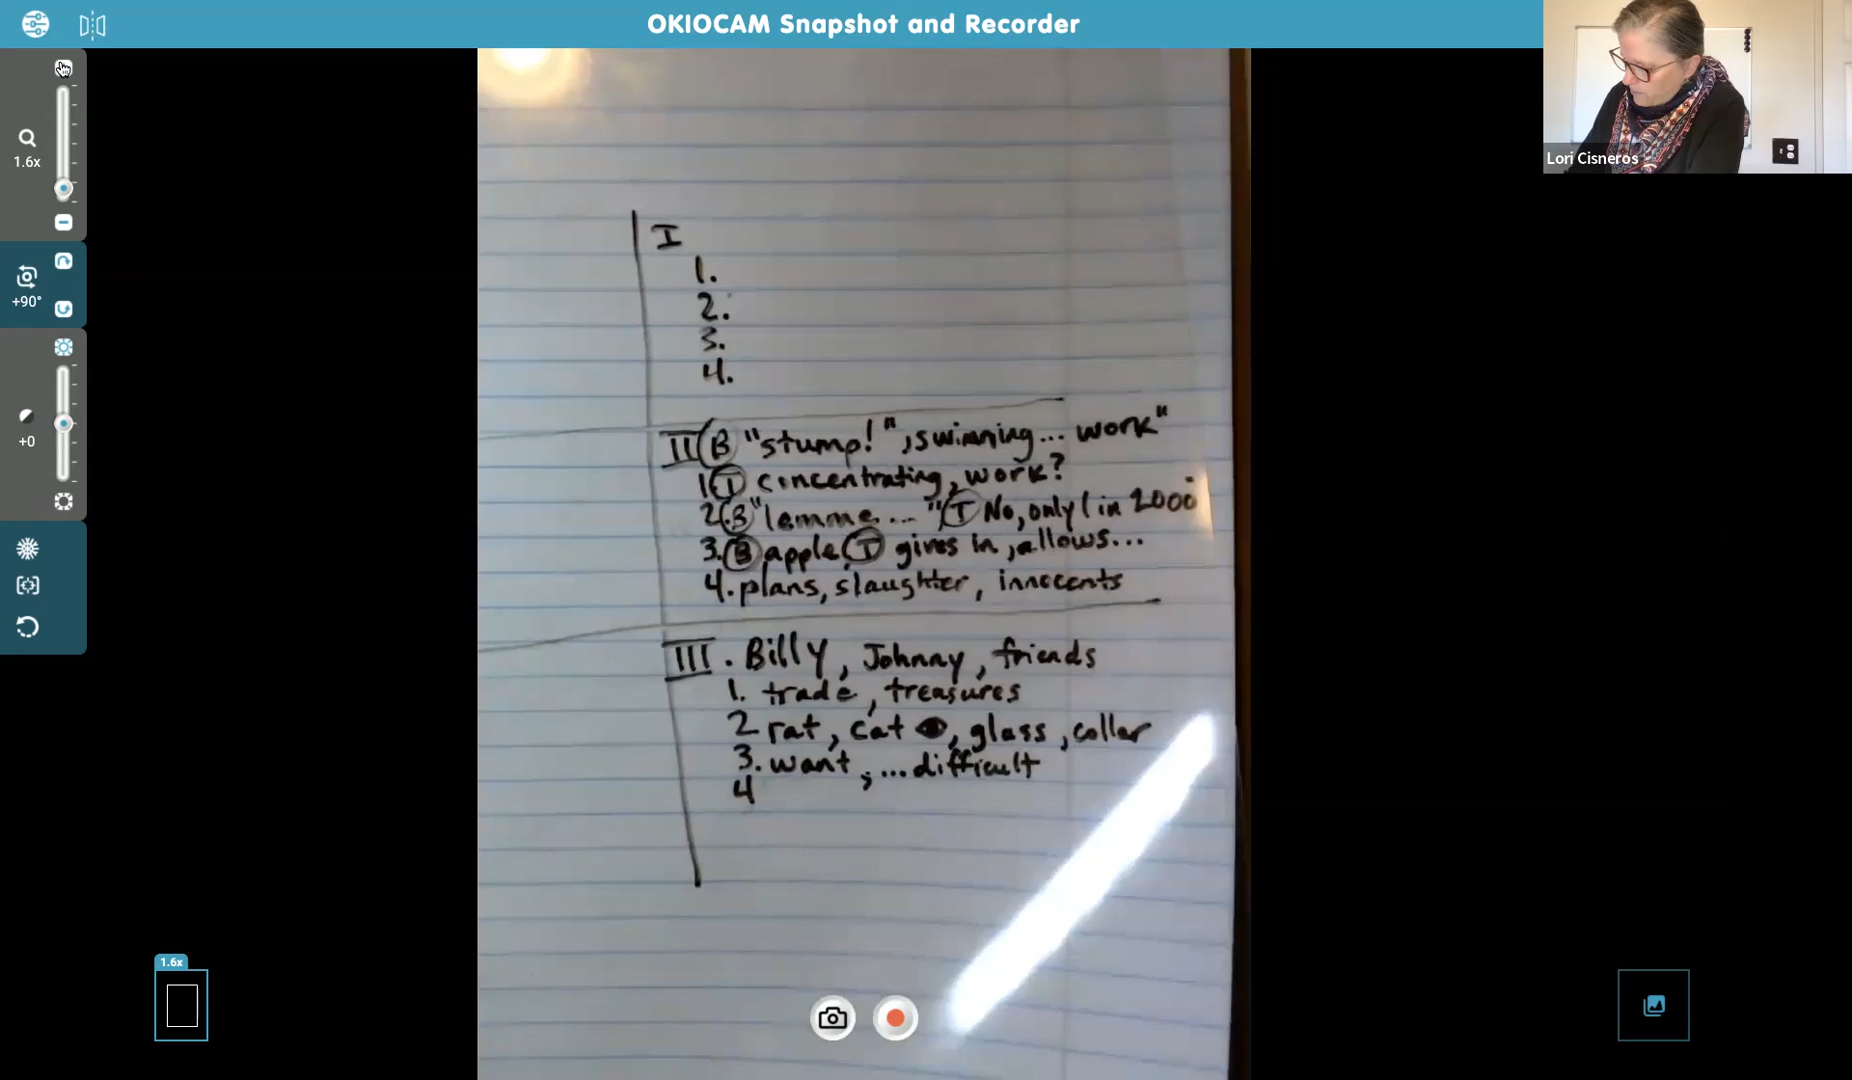 OKIOCAM Snapshot and Recorder
Lori Cisneros
1.6x
+90°
+0
I
1.
2.
3.
4.
II B "stump!", swimming... work"
1 T concentrating, work?
2. B "lemme..." T No, only 1 in 2000
3. B apple, T gives in, allows...
4. plans, slaughter, innocents
III. Billy, Johnny, friends
1. trade, treasures
2 rat, cat, glass, collar
3. want, ...difficult
4
1.6x